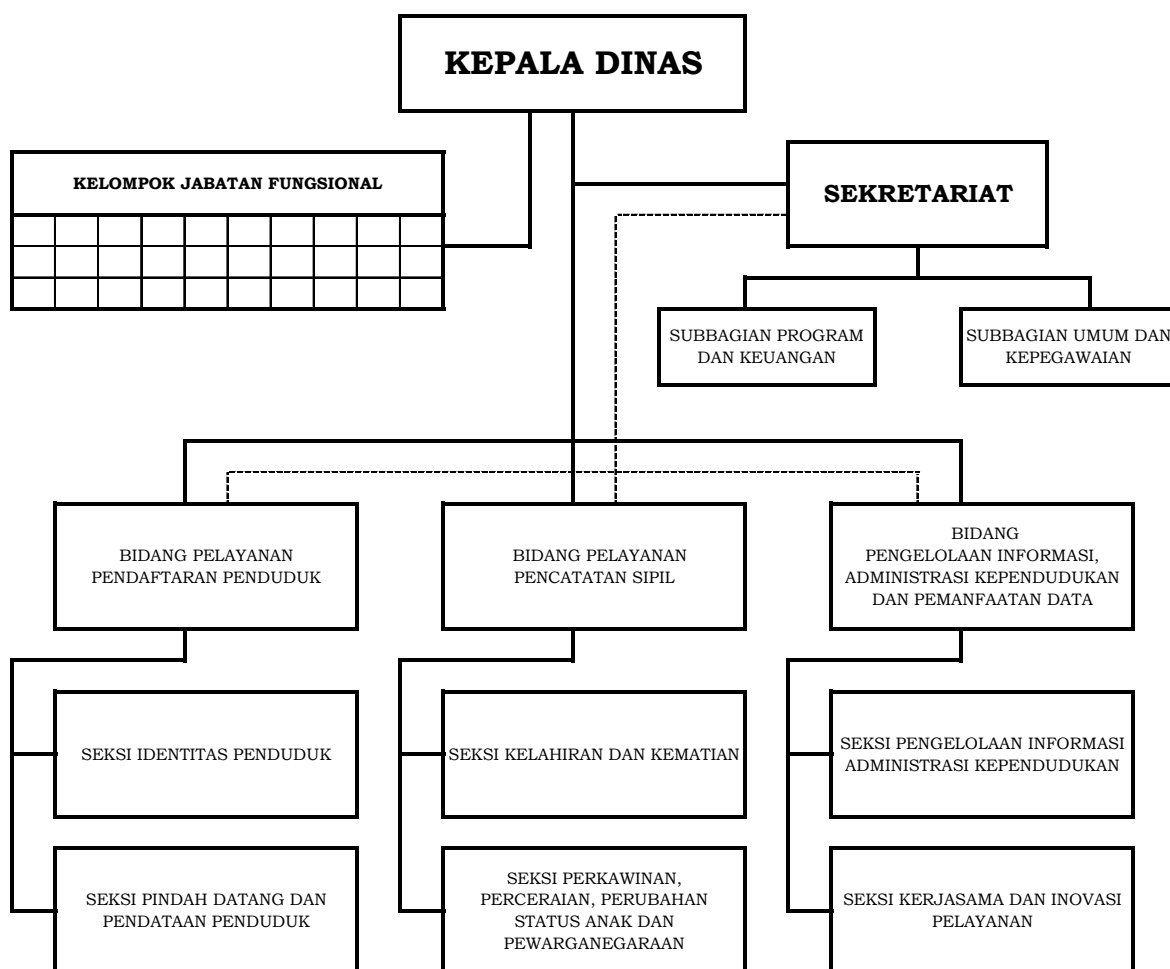 KEPALA DINAS
KELOMPOK JABATAN FUNGSIONAL
SEKRETARIAT
SUBBAGIAN PROGRAM
DAN KEUANGAN
SUBBAGIAN UMUM DAN
KEPEGAWAIAN
BIDANG PELAYANAN
PENDAFTARAN PENDUDUK
BIDANG PELAYANAN
PENCATATAN SIPIL
BIDANG
PENGELOLAAN INFORMASI,
ADMINISTRASI KEPENDUDUKAN
DAN PEMANFAATAN DATA
SEKSI IDENTITAS PENDUDUK
SEKSI KELAHIRAN DAN KEMATIAN
SEKSI PENGELOLAAN INFORMASI
ADMINISTRASI KEPENDUDUKAN
SEKSI PINDAH DATANG DAN
PENDATAAN PENDUDUK
SEKSI PERKAWINAN,
PERCERAIAN, PERUBAHAN
STATUS ANAK DAN
PEWARGANEGARAAN
SEKSI KERJASAMA DAN INOVASI
PELAYANAN